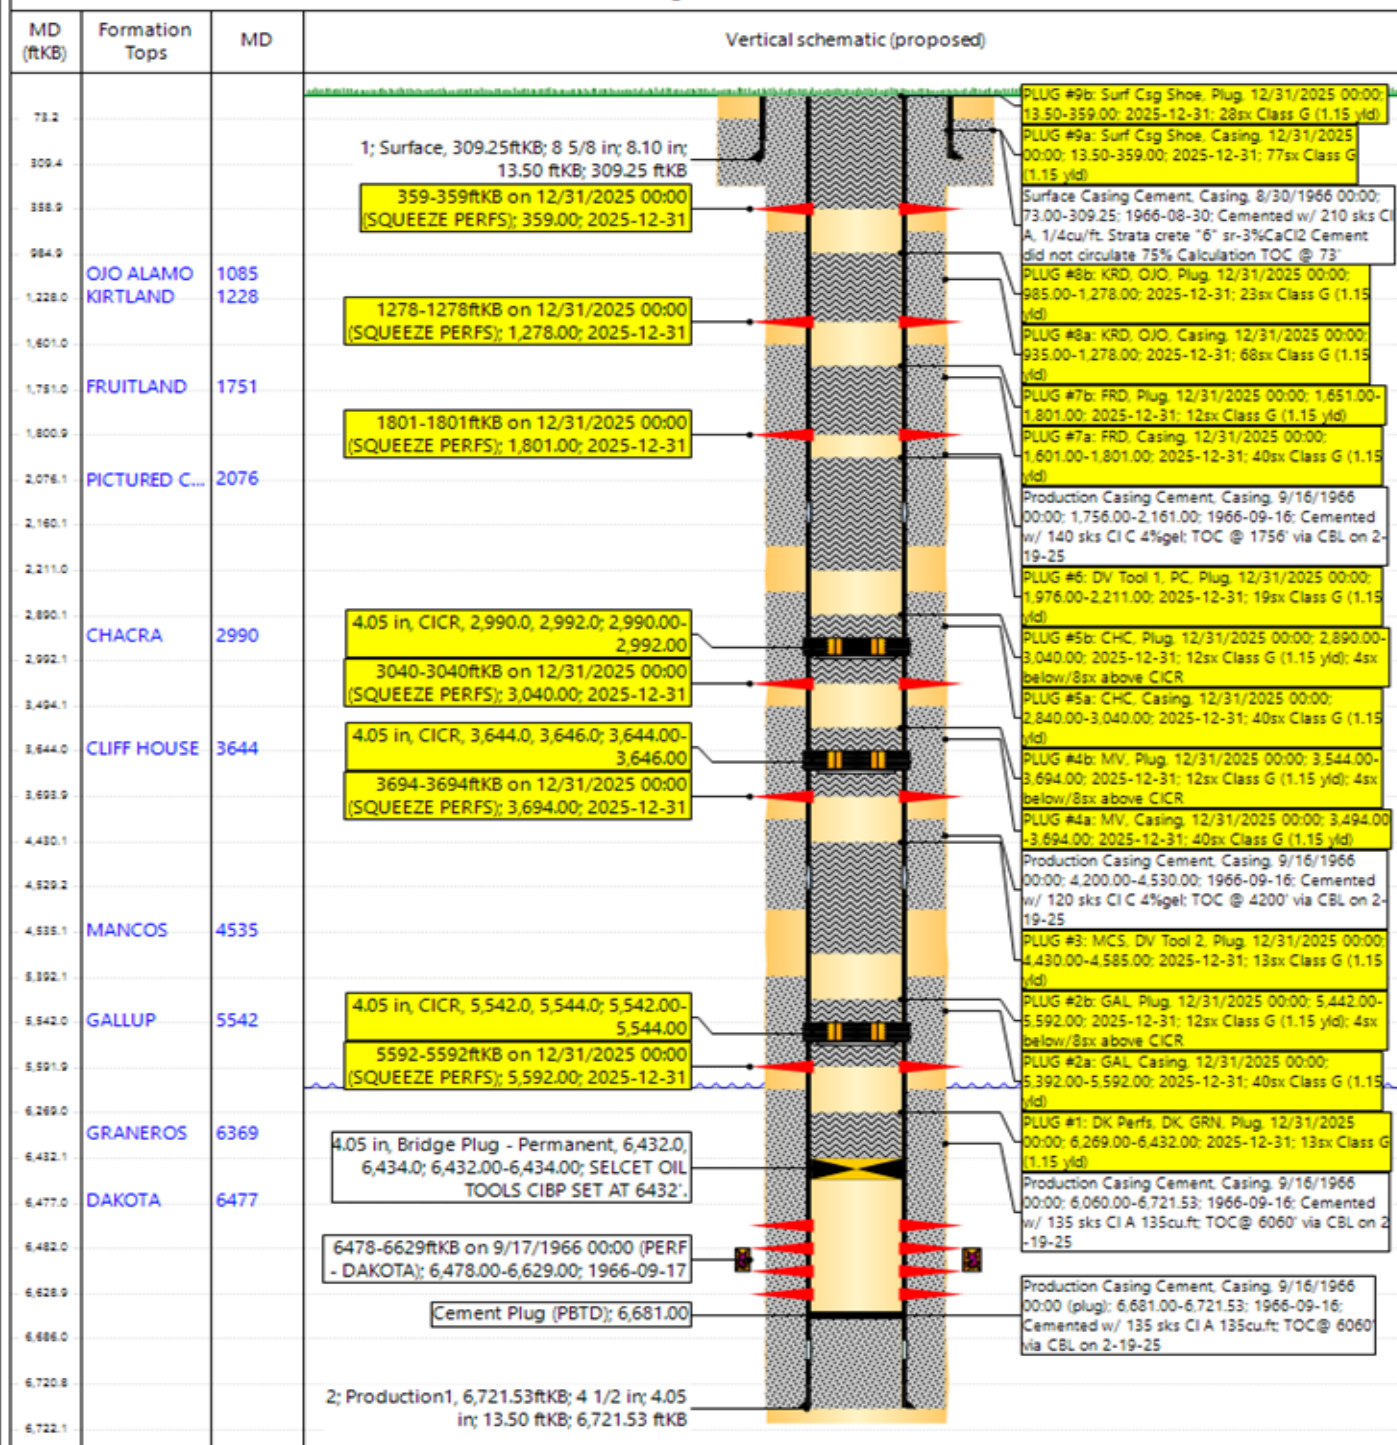 MD
(ftKB)
Formation
Tops
MD
Vertical schematic (proposed)
73.2
309.4
358.9
984.9
1,228.0
1,601.0
1,751.0
1,800.9
2,076.1
2,160.1
2,211.0
2,890.1
2,992.1
3,494.1
3,644.0
3,693.9
4,430.1
4,529.2
4,535.1
5,392.1
5,542.0
5,591.9
6,269.0
6,432.1
6,477.0
6,482.0
6,628.9
6,686.0
6,720.8
6,722.1
OJO ALAMO 1085
KIRTLAND 1228
FRUITLAND 1751
PICTURED C... 2076
CHACRA 2990
CLIFF HOUSE 3644
MANCOS 4535
GALLUP 5542
GRANEROS 6369
DAKOTA 6477
1; Surface, 309.25ftKB; 8 5/8 in; 8.10 in;
13.50 ftKB; 309.25 ftKB
359-359ftKB on 12/31/2025 00:00
(SQUEEZE PERFS); 359.00; 2025-12-31
1278-1278ftKB on 12/31/2025 00:00
(SQUEEZE PERFS); 1,278.00; 2025-12-31
1801-1801ftKB on 12/31/2025 00:00
(SQUEEZE PERFS); 1,801.00; 2025-12-31
4.05 in, CICR, 2,990.0, 2,992.0; 2,990.00-
2,992.00
3040-3040ftKB on 12/31/2025 00:00
(SQUEEZE PERFS); 3,040.00; 2025-12-31
4.05 in, CICR, 3,644.0, 3,646.0; 3,644.00-
3,646.00
3694-3694ftKB on 12/31/2025 00:00
(SQUEEZE PERFS); 3,694.00; 2025-12-31
4.05 in, CICR, 5,542.0, 5,544.0; 5,542.00-
5,544.00
5592-5592ftKB on 12/31/2025 00:00
(SQUEEZE PERFS); 5,592.00; 2025-12-31
4.05 in, Bridge Plug - Permanent, 6,432.0,
6,434.0; 6,432.00-6,434.00; SELCET OIL
TOOLS CIBP SET AT 6432'.
6478-6629ftKB on 9/17/1966 00:00 (PERF
- DAKOTA); 6,478.00-6,629.00; 1966-09-17
Cement Plug (PBTD); 6,681.00
2; Production1, 6,721.53ftKB; 4 1/2 in; 4.05
in; 13.50 ftKB; 6,721.53 ftKB
PLUG #9b: Surf Csg Shoe, Plug, 12/31/2025 00:00;
13.50-359.00; 2025-12-31; 28sx Class G (1.15 yld)
PLUG #9a: Surf Csg Shoe, Casing, 12/31/2025
00:00; 13.50-359.00; 2025-12-31; 77sx Class G
(1.15 yld)
Surface Casing Cement, Casing, 8/30/1966 00:00;
73.00-309.25; 1966-08-30; Cemented w/ 210 sks Cl
A, 1/4cu/ft. Strata crete "6" sr-3%CaCl2 Cement
did not circulate 75% Calculation TOC @ 73'
PLUG #8b: KRD, OJO, Plug, 12/31/2025 00:00;
985.00-1,278.00; 2025-12-31; 23sx Class G (1.15
yld)
PLUG #8a: KRD, OJO, Casing, 12/31/2025 00:00;
935.00-1,278.00; 2025-12-31; 68sx Class G (1.15
yld)
PLUG #7b: FRD, Plug, 12/31/2025 00:00; 1,651.00-
1,801.00; 2025-12-31; 12sx Class G (1.15 yld)
PLUG #7a: FRD, Casing, 12/31/2025 00:00;
1,601.00-1,801.00; 2025-12-31; 40sx Class G (1.15
yld)
Production Casing Cement, Casing, 9/16/1966
00:00; 1,756.00-2,161.00; 1966-09-16; Cemented
w/ 140 sks Cl C 4%gel; TOC @ 1756' via CBL on 2-
19-25
PLUG #6: DV Tool 1, PC, Plug, 12/31/2025 00:00;
1,976.00-2,211.00; 2025-12-31; 19sx Class G (1.15
yld)
PLUG #5b: CHC, Plug, 12/31/2025 00:00; 2,890.00-
3,040.00; 2025-12-31; 12sx Class G (1.15 yld); 4sx
below/8sx above CICR
PLUG #5a: CHC, Casing, 12/31/2025 00:00;
2,840.00-3,040.00; 2025-12-31; 40sx Class G (1.15
yld)
PLUG #4b: MV, Plug, 12/31/2025 00:00; 3,544.00-
3,694.00; 2025-12-31; 12sx Class G (1.15 yld); 4sx
below/8sx above CICR
PLUG #4a: MV, Casing, 12/31/2025 00:00; 3,494.00
-3,694.00; 2025-12-31; 40sx Class G (1.15 yld)
Production Casing Cement, Casing, 9/16/1966
00:00; 4,200.00-4,530.00; 1966-09-16; Cemented
w/ 120 sks Cl C 4%gel; TOC @ 4200' via CBL on 2-
19-25
PLUG #3: MCS, DV Tool 2, Plug, 12/31/2025 00:00;
4,430.00-4,585.00; 2025-12-31; 13sx Class G (1.15
yld)
PLUG #2b: GAL, Plug, 12/31/2025 00:00; 5,442.00-
5,592.00; 2025-12-31; 12sx Class G (1.15 yld); 4sx
below/8sx above CICR
PLUG #2a: GAL, Casing, 12/31/2025 00:00;
5,392.00-5,592.00; 2025-12-31; 40sx Class G (1.15
yld)
PLUG #1: DK Perfs, DK, GRN, Plug, 12/31/2025
00:00; 6,269.00-6,432.00; 2025-12-31; 13sx Class G
(1.15 yld)
Production Casing Cement, Casing, 9/16/1966
00:00; 6,060.00-6,721.53; 1966-09-16; Cemented
w/ 135 sks Cl A 135cu.ft; TOC@ 6060' via CBL on 2
-19-25
Production Casing Cement, Casing, 9/16/1966
00:00 (plug); 6,681.00-6,721.53; 1966-09-16;
Cemented w/ 135 sks Cl A 135cu.ft; TOC@ 6060'
via CBL on 2-19-25